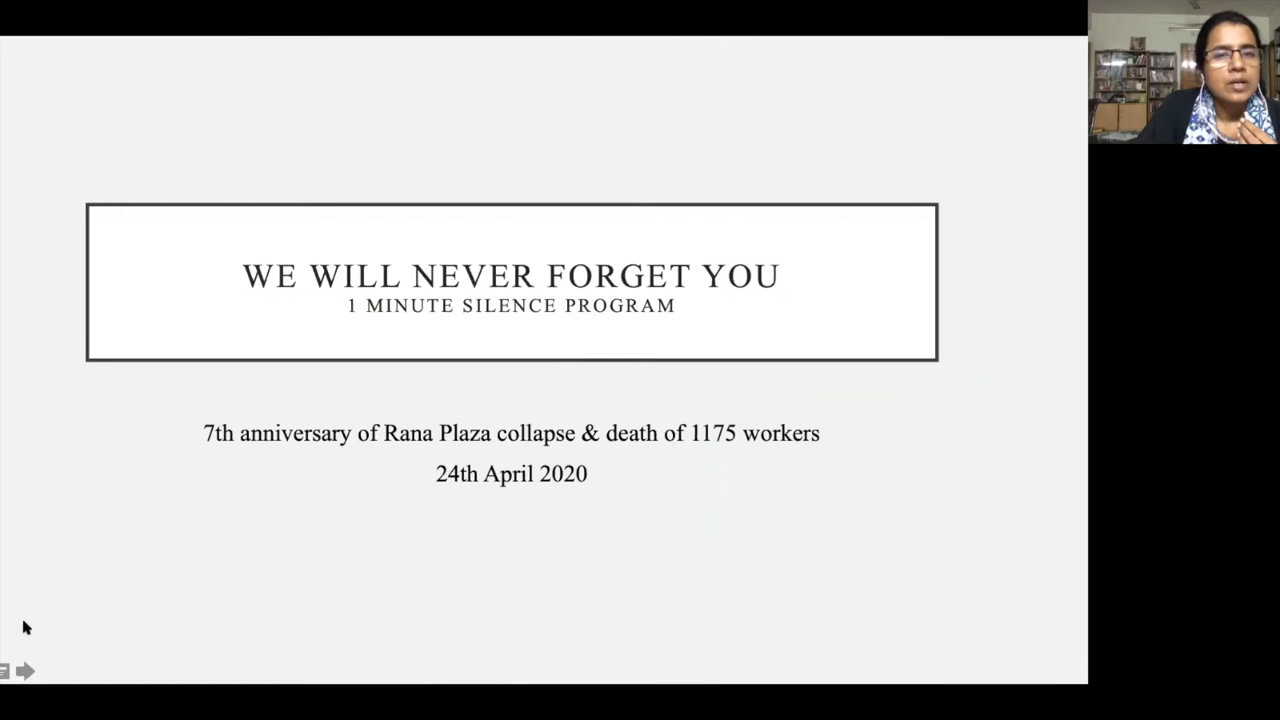 WE WILL NEVER FORGET YOU
1 MINUTE SILENCE PROGRAM
7th anniversary of Rana Plaza collapse & death of 1175 workers
24th April 2020